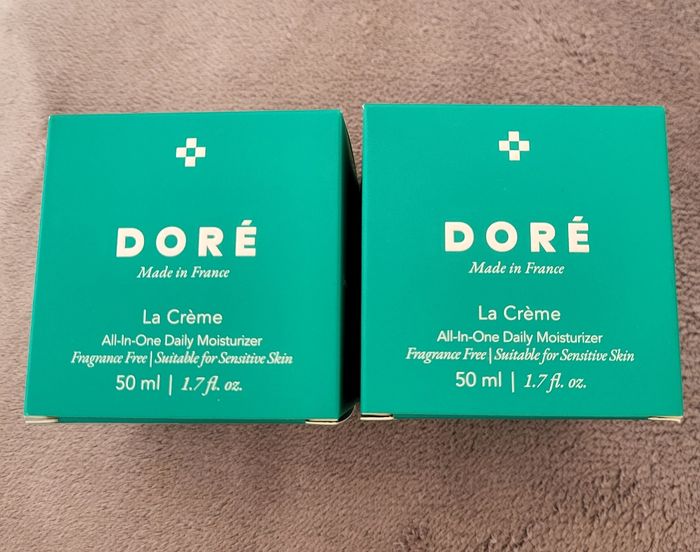 DORÉ
Made in France
La Crème
All-In-One Daily Moisturizer
Fragrance Free | Suitable for Sensitive Skin
50 ml | 1.7 fl. oz.
DORÉ
Made in France
La Crème
All-In-One Daily Moisturizer
Fragrance Free | Suitable for Sensitive Skin
50 ml | 1.7 fl. oz.